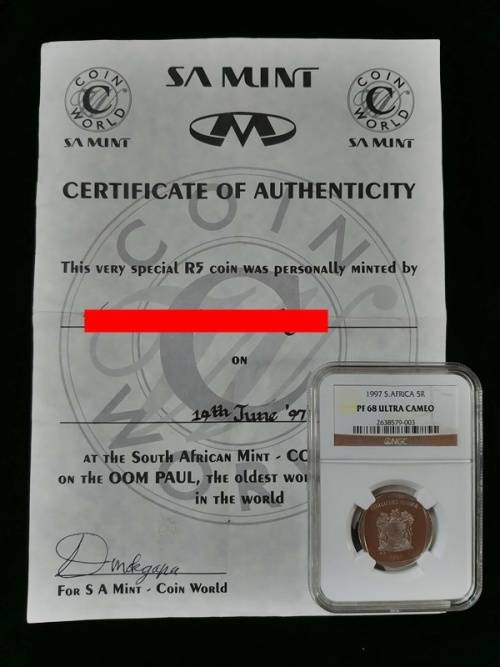 COIN WORLD
C
SA MINT
SA MINT
COIN WORLD
C
SA MINT
CERTIFICATE OF AUTHENTICITY
This very special R5 coin was personally minted by
on
14th June '97
at the South African Mint - CO
on the OOM PAUL, the oldest wo
in the world
For S A Mint - Coin World
COIN WORLD
1997 S.AFRICA 5R
PF 68 ULTRA CAMEO
2638579-003
NGC